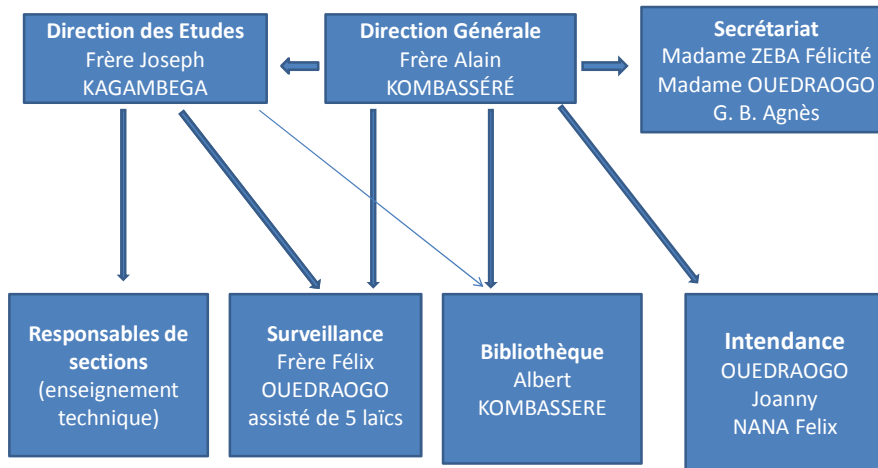 Direction des Etudes
Frère Joseph
KAGAMBEGA
Direction Générale
Frère Alain
KOMBASSÉRÉ
Secrétariat
Madame ZEBA Félicité
Madame OUEDRAOGO
G. B. Agnès
Responsables de
sections
(enseignement
technique)
Surveillance
Frère Félix
OUEDRAOGO
assisté de 5 laïcs
Bibliothèque
Albert
KOMBASSERE
Intendance
OUEDRAOGO
Joanny
NANA Felix